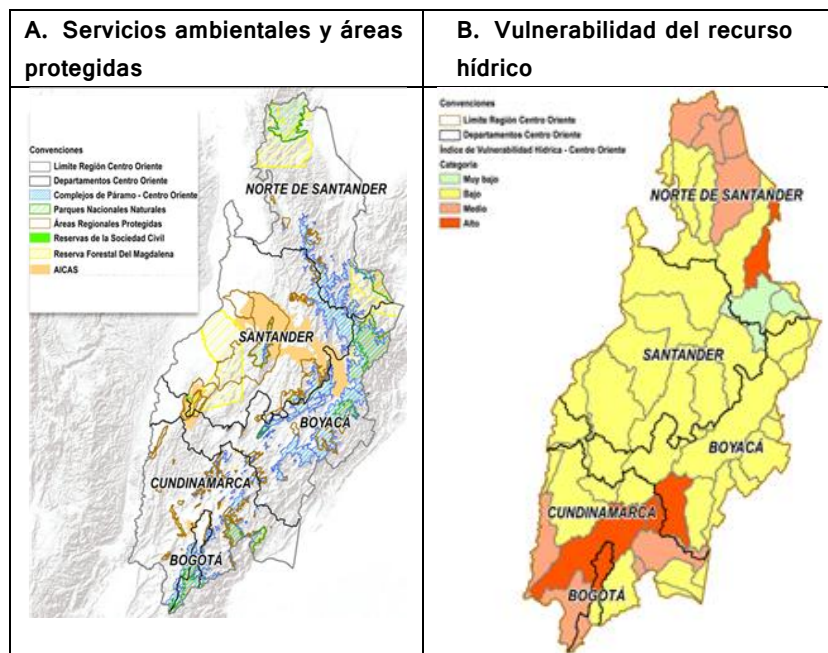 A. Servicios ambientales y áreas
protegidas
B. Vulnerabilidad del recurso
hídrico
Convenciones
Limite Región Centro Oriente
Departamentos Centro Oriente
Complejos de Páramo - Centro Oriente
Parques Nacionales Naturales
Áreas Regionales Protegidas
Reservas de la Sociedad Civil
Reserva Forestal Del Magdalena
AICAS
NORTE DE SANTANDER
SANTANDER
BOYACÁ
CUNDINAMARCA
BOGOTÁ
Convenciones
Limite Región Centro Oriente
Departamentos Centro Oriente
Índice de Vulnerabilidad Hídrica - Centro Oriente
Categoria
Muy bajo
Bajo
Medio
Alto
NORTE DE SANTANDER
SANTANDER
BOYACÁ
CUNDINAMARCA
BOGOTÁ